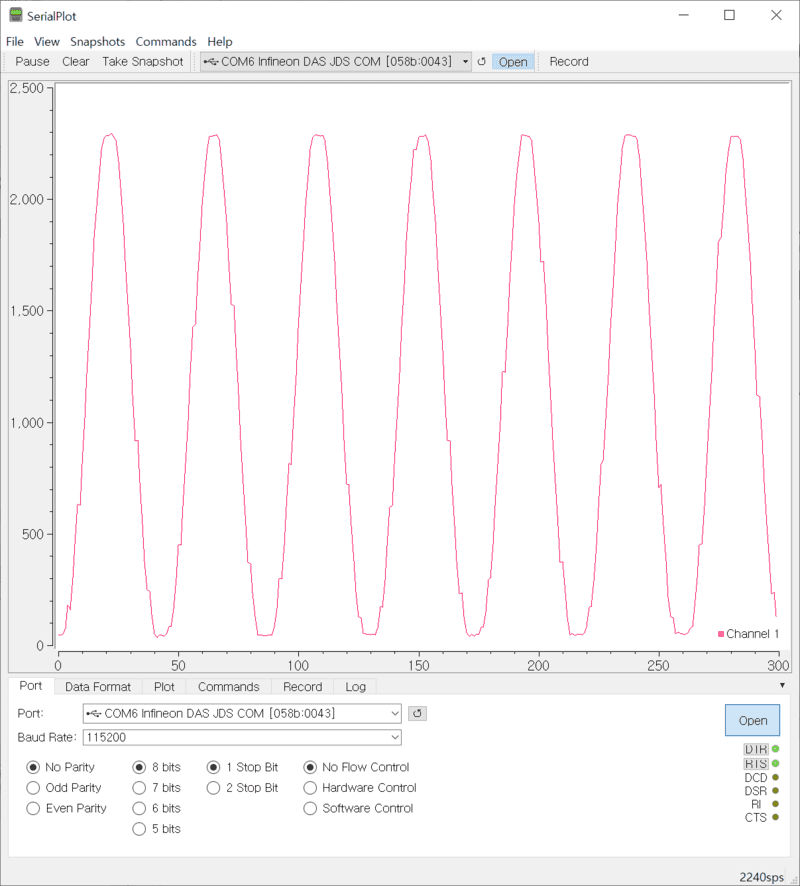 SerialPlot
File View Snapshots Commands Help
Pause Clear Take Snapshot COM6 Infineon DAS JDS COM [058b:0043] Open Record
2,500
2,000
1,500
1,000
500
0
Channel 1
0 50 100 150 200 250 300
Port Data Format Plot Commands Record Log
Port: COM6 Infineon DAS JDS COM [058b:0043] Open
Baud Rate: 115200
DTR
No Parity 8 bits 1 Stop Bit No Flow Control RTS
Odd Parity 7 bits 2 Stop Bit Hardware Control DCD
DSR
Even Parity 6 bits Software Control RI
CTS
5 bits
2240sps